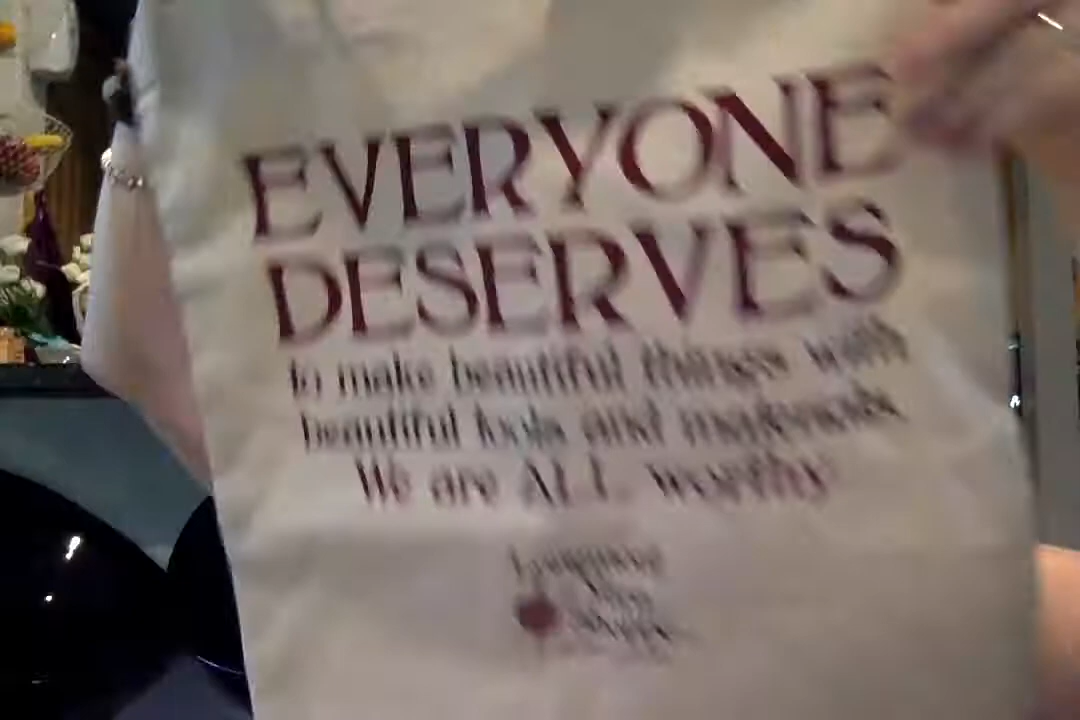 EVERYONE
DESERVES
to make beautiful things with
beautiful tools and materials.
We are ALL worthy